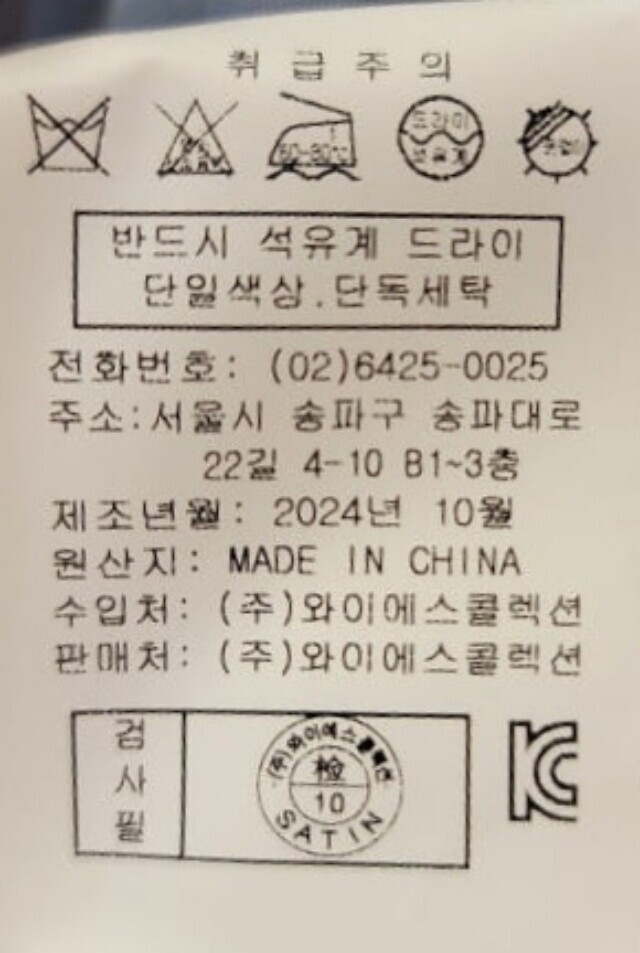 취급주의
80~90℃
드라이
석유계
반드시 석유계 드라이
단일색상.단독세탁
전화번호: (02)6425-0025
주소:서울시 송파구 송파대로
22길 4-10 B1~3층
제조년월: 2024년 10월
원산지: MADE IN CHINA
수입처: (주)와이에스콜렉션
판매처: (주)와이에스콜렉션
검사필
(주)와이에스콜렉션
检
10
SATIN
KC